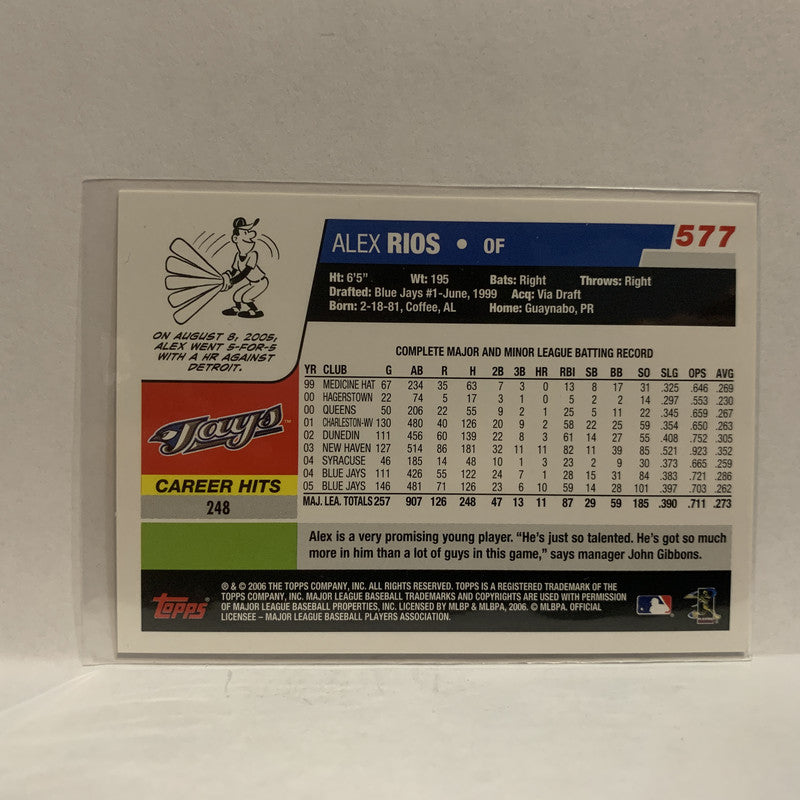 ALEX RIOS • OF
577
Ht: 6'5" Wt: 195 Bats: Right Throws: Right
Drafted: Blue Jays #1-June, 1999 Acq: Via Draft
Born: 2-18-81, Coffee, AL Home: Guaynabo, PR
ON AUGUST 8, 2005,
ALEX WENT 5-FOR-5
WITH A HR AGAINST
DETROIT.
Jays ™
CAREER HITS
248
COMPLETE MAJOR AND MINOR LEAGUE BATTING RECORD
YR CLUB G AB R H 2B 3B HR RBI SB BB SO SLG OPS AVG
99 MEDICINE HAT 67 234 35 63 7 3 0 13 8 17 31 .325 .646 .269
00 HAGERSTOWN 22 74 5 17 3 1 0 5 2 2 14 .297 .553 .230
00 QUEENS 50 206 22 55 9 2 1 25 5 11 22 .345 .659 .267
01 CHARLESTON-WV 130 480 40 126 20 9 2 58 22 25 59 .354 .650 .263
02 DUNEDIN 111 456 60 139 22 8 3 61 14 27 55 .408 .752 .305
03 NEW HAVEN 127 514 86 181 32 11 11 82 11 39 85 .521 .923 .352
04 SYRACUSE 46 185 14 48 10 1 3 23 2 9 30 .373 .665 .259
04 BLUE JAYS 111 426 55 122 24 7 1 28 15 31 84 .383 .721 .286
05 BLUE JAYS 146 481 71 126 23 6 10 59 14 28 101 .397 .703 .262
MAJ. LEA. TOTALS 257 907 126 248 47 13 11 87 29 59 185 .390 .711 .273
Alex is a very promising young player. "He's just so talented. He's got so much
more in him than a lot of guys in this game," says manager John Gibbons.
Topps®
® & © 2006 THE TOPPS COMPANY, INC. ALL RIGHTS RESERVED. TOPPS IS A REGISTERED TRADEMARK OF THE
TOPPS COMPANY, INC. MAJOR LEAGUE BASEBALL TRADEMARKS AND COPYRIGHTS ARE USED WITH PERMISSION
OF MAJOR LEAGUE BASEBALL PROPERTIES, INC. LICENSED BY MLBP & MLBPA, 2006. © MLBPA. OFFICIAL
LICENSEE – MAJOR LEAGUE BASEBALL PLAYERS ASSOCIATION.